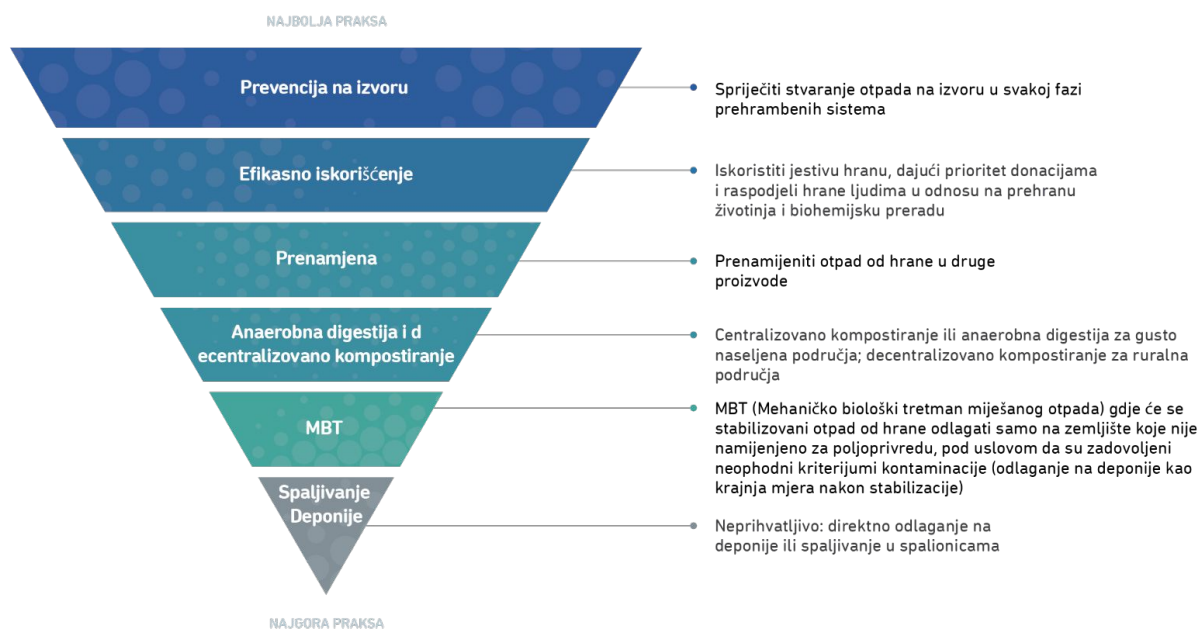 NAJBOLJA PRAKSA
Prevencija na izvoru
Spriječiti stvaranje otpada na izvoru u svakoj fazi
prehrambenih sistema
Efikasno iskorišćenje
Iskoristiti jestivu hranu, dajući prioritet donacijama
i raspodjeli hrane ljudima u odnosu na prehranu
životinja i biohemijsku preradu
Prenamjena
Prenamijeniti otpad od hrane u druge
proizvode
Anaerobna digestija i d
ecentralizovano kompostiranje
Centralizovano kompostiranje ili anaerobna digestija za gusto
naseljena područja; decentralizovano kompostiranje za ruralna
područja
MBT
MBT (Mehaničko biološki tretman miješanog otpada) gdje će se
stabilizovani otpad od hrane odlagati samo na zemljište koje nije
namijenjeno za poljoprivredu, pod uslovom da su zadovoljeni
neophodni kriterijumi kontaminacije (odlaganje na deponije kao
krajnja mjera nakon stabilizacije)
Spaljivanje
Deponije
Neprihvatljivo: direktno odlaganje na
deponije ili spaljivanje u spalionicama
NAJGORA PRAKSA